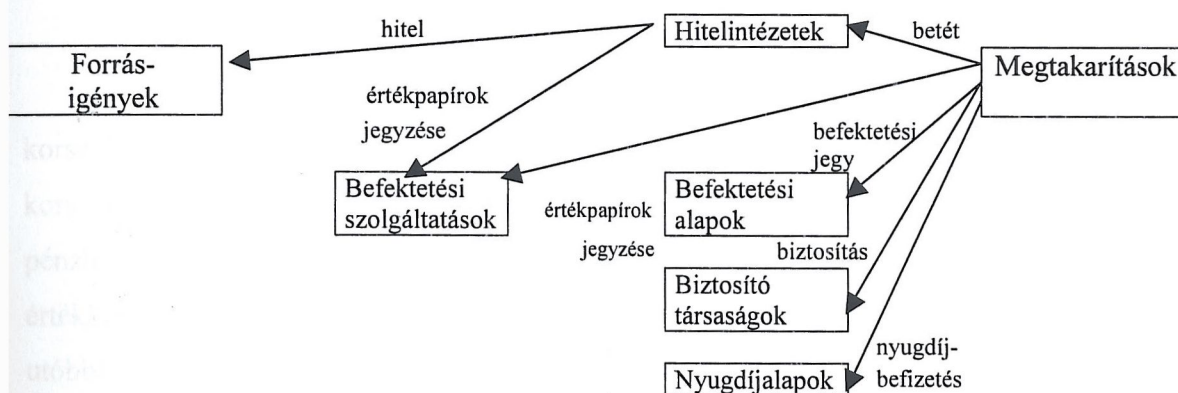 hitel
Hitelintézetek
betét
Forrás-
igények
Megtakarítások
értékpapírok
jegyzése
befektetési
jegy
Befektetési
szolgáltatások
értékpapírok
jegyzése
Befektetési
alapok
biztosítás
Biztosító
társaságok
nyugdíj-
befizetés
Nyugdíjalapok